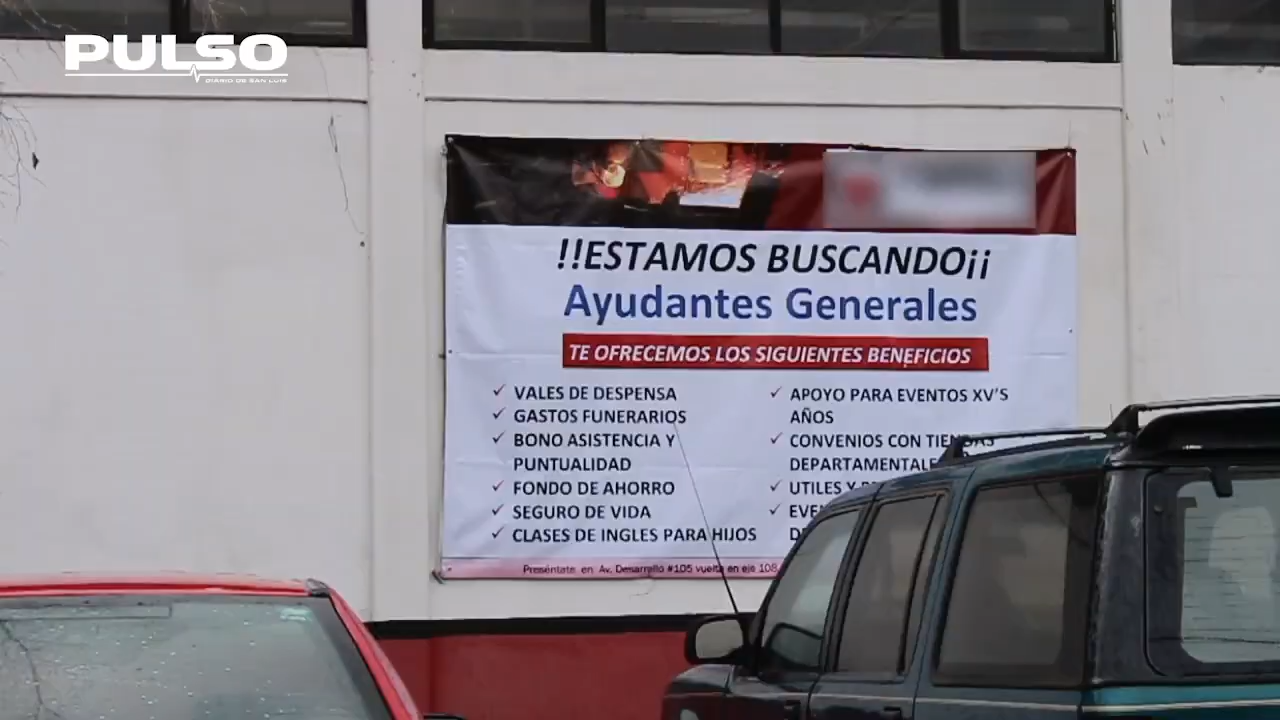 PULSO
DIARIO DE SAN LUIS
!!ESTAMOS BUSCANDO¡¡
Ayudantes Generales
TE OFRECEMOS LOS SIGUIENTES BENEFICIOS
✓ VALES DE DESPENSA
✓ GASTOS FUNERARIOS
✓ BONO ASISTENCIA Y
PUNTUALIDAD
✓ FONDO DE AHORRO
✓ SEGURO DE VIDA
✓ CLASES DE INGLES PARA HIJOS
✓ APOYO PARA EVENTOS XV'S
AÑOS
✓ CONVENIOS CON TIENDAS
DEPARTAMENTALE
✓ UTILES Y
✓ EVE
Preséntate en Av. Desarrollo #105 vuelta en eje 108